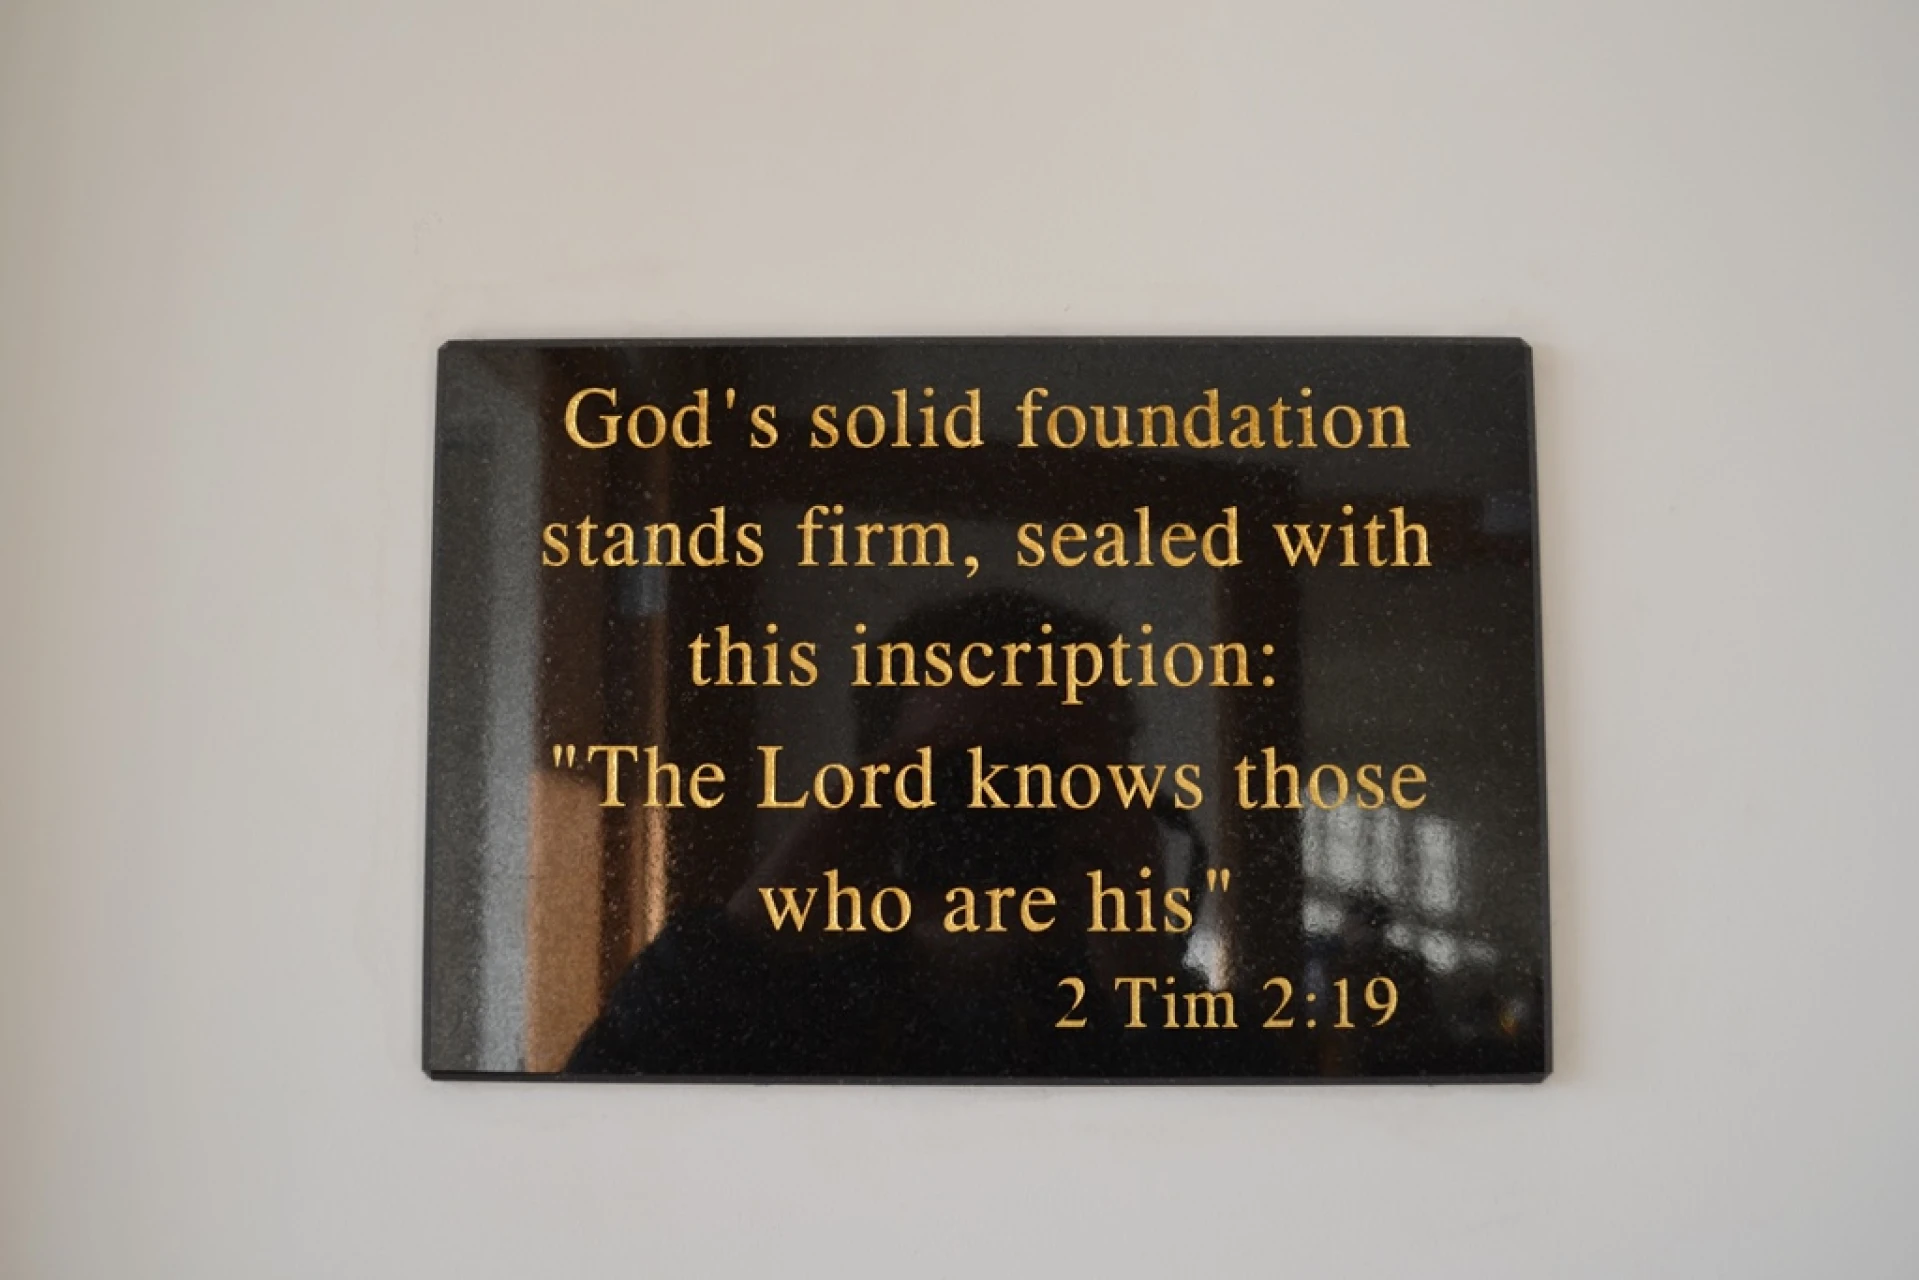 God's solid foundation
stands firm, sealed with
this inscription:
"The Lord knows those
who are his"
2 Tim 2:19